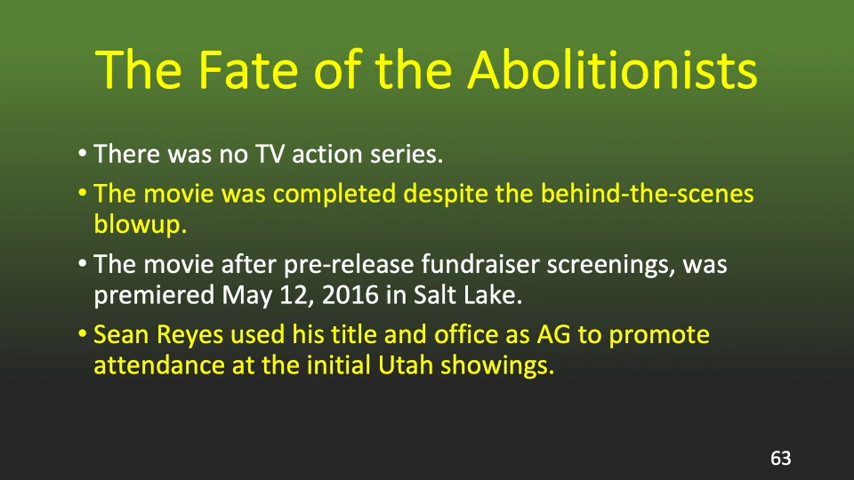 The Fate of the Abolitionists
• There was no TV action series.
• The movie was completed despite the behind-the-scenes
blowup.
• The movie after pre-release fundraiser screenings, was
premiered May 12, 2016 in Salt Lake.
• Sean Reyes used his title and office as AG to promote
attendance at the initial Utah showings.
63